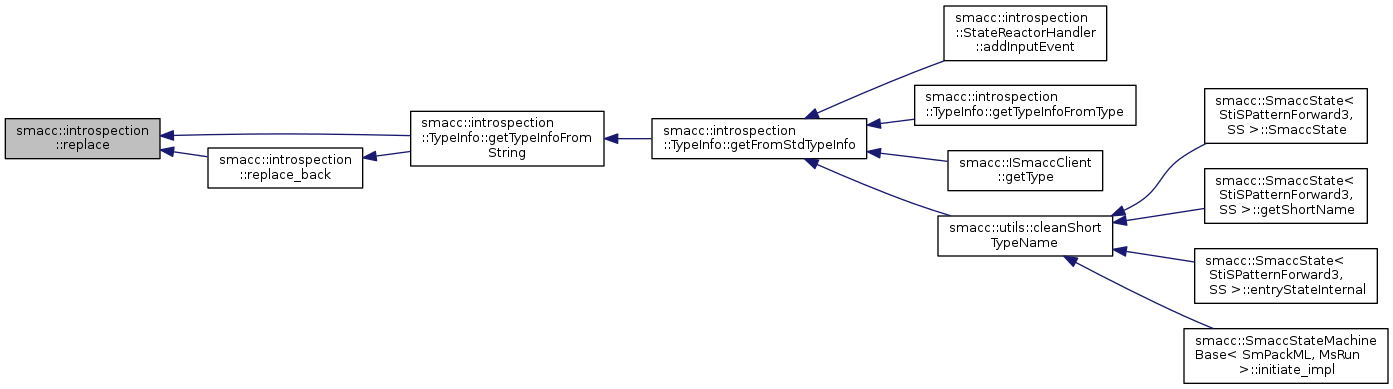 smacc::introspection
::replace
smacc::introspection
::replace_back
smacc::introspection
::TypeInfo::getTypeInfoFrom
String
smacc::introspection
::TypeInfo::getFromStdTypeInfo
smacc::introspection
::StateReactorHandler
::addInputEvent
smacc::introspection
::TypeInfo::getTypeInfoFromType
smacc::ISmaccClient
::getType
smacc::utils::cleanShort
TypeName
smacc::SmaccState<
StiSPatternForward3,
SS >::SmaccState
smacc::SmaccState<
StiSPatternForward3,
SS >::getShortName
smacc::SmaccState<
StiSPatternForward3,
SS >::entryStateInternal
smacc::SmaccStateMachine
Base< SmPackML, MsRun
>::initiate_impl